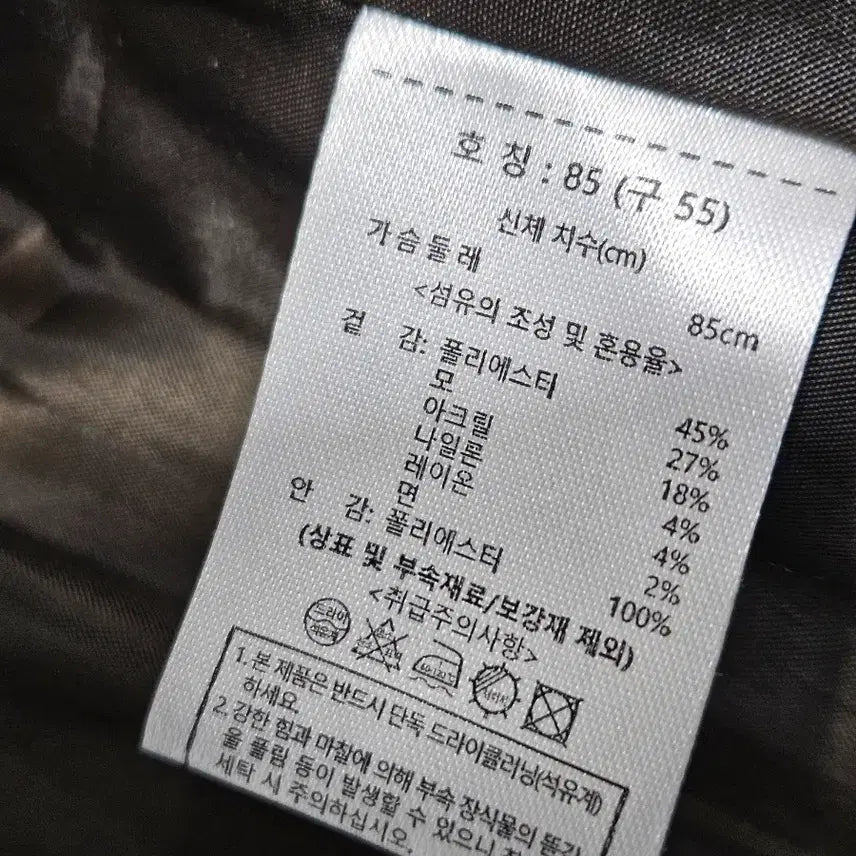 호 칭 : 85 (구 55)
신체 치수(cm)
가슴둘레 85cm
<섬유의 조성 및 혼용율>
겉 감: 폴리에스터 45%
모 27%
아크릴 18%
나일론 4%
레이온 4%
면 2%
안 감: 폴리에스터 100%
(상표 및 부속재료/보강재 제외)
<취급주의사항>
드라이
석유계
1. 본 제품은 반드시 단독 드라이클리닝(석유계)
하세요.
2. 강한 힘과 마찰에 의해 부속 장식물의 뜯김
올 풀림 등이 발생할 수 있으니
세탁 시 주의하십시오.